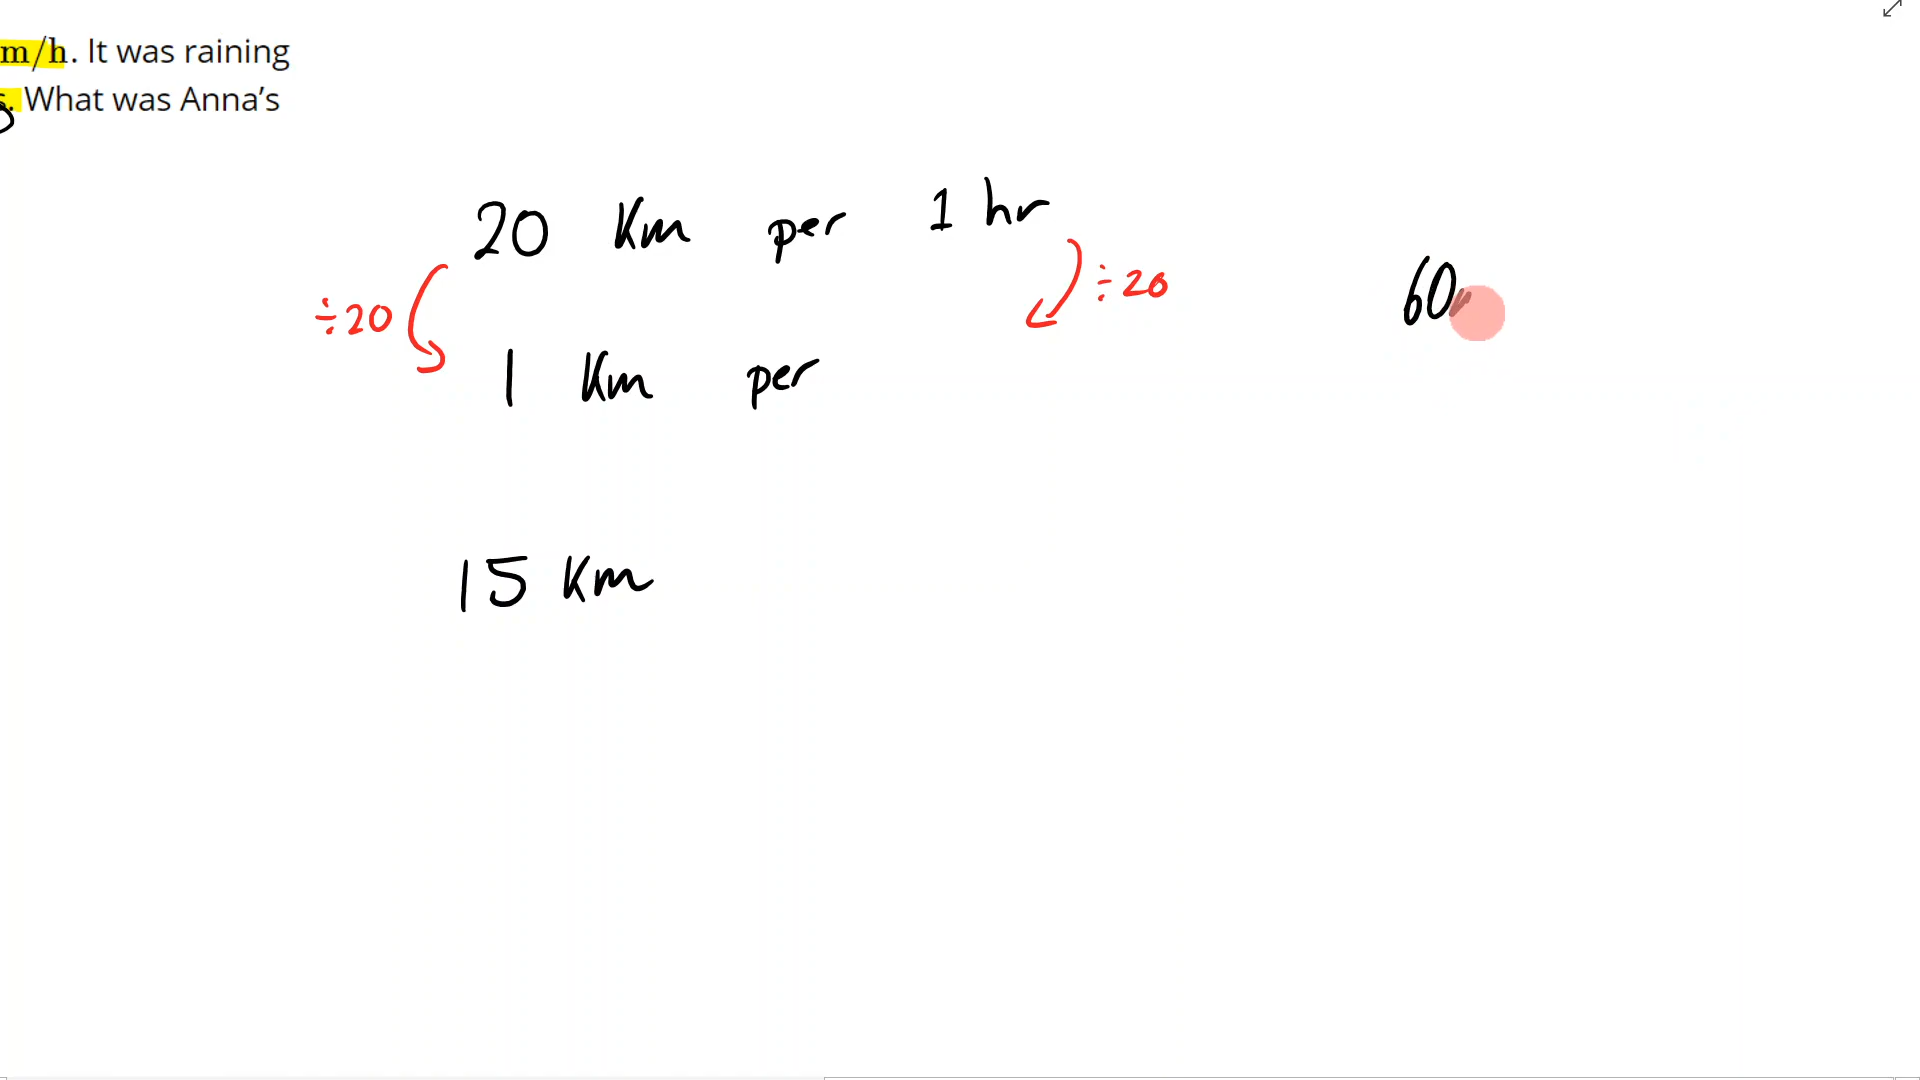 m/h. It was raining
s. What was Anna's
20 Km per 1 hr
÷20
÷20
60
1 Km per
15 Km